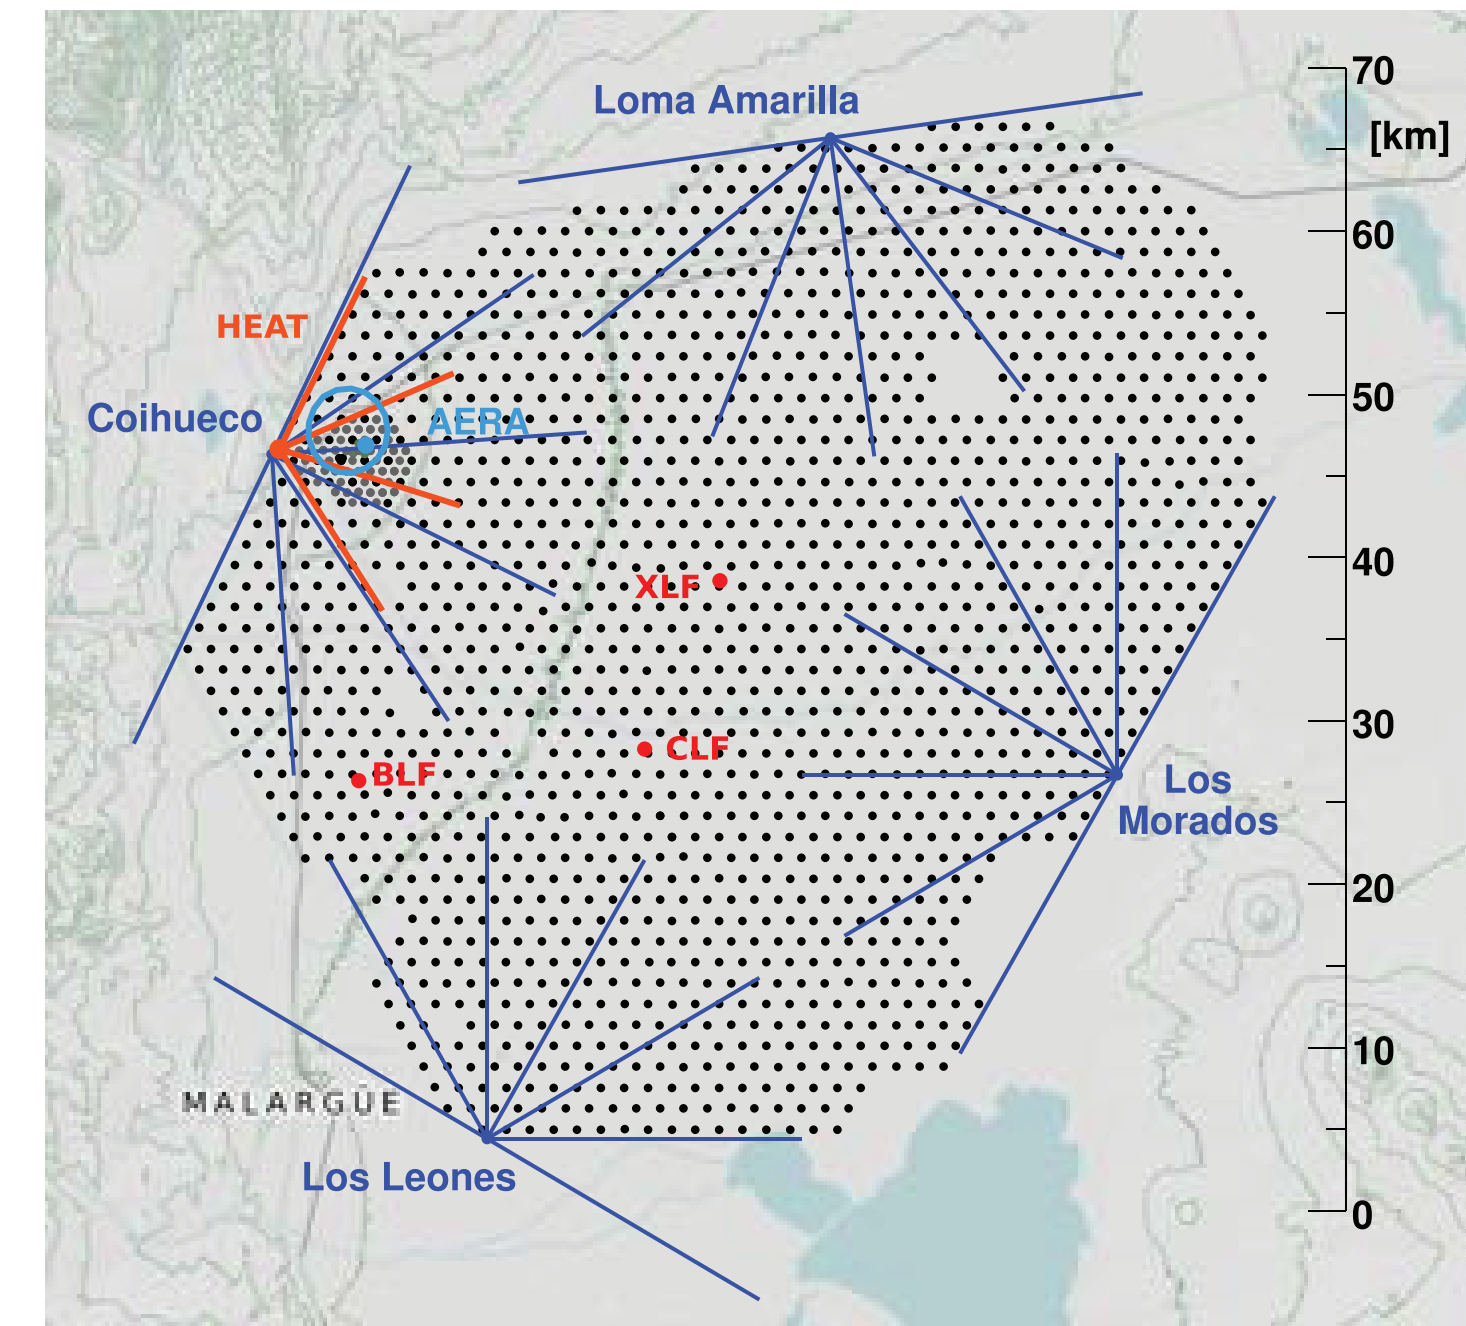 70
Loma Amarilla
[km]
60
HEAT
50
Coihueco
AERA
40
XLF
30
CLF
BLF
Los
Morados
20
10
MALARGÜE
Los Leones
0